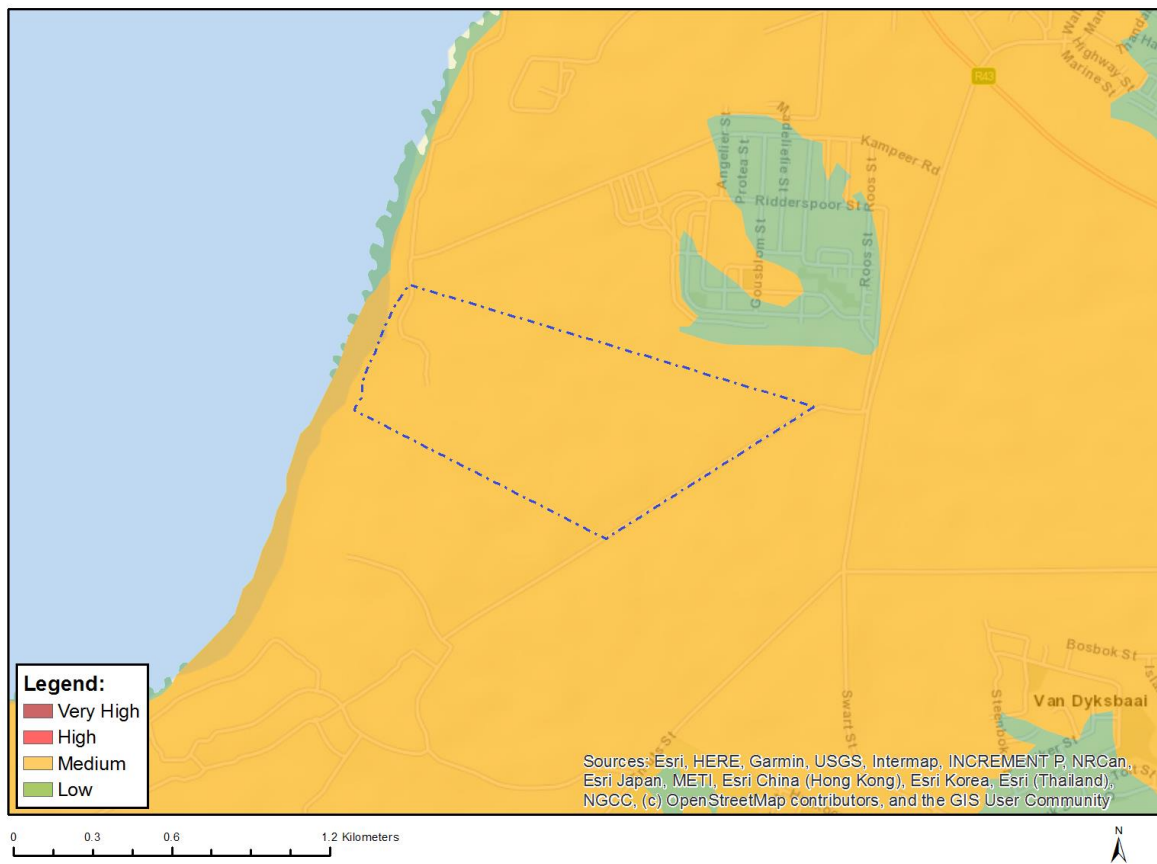 R43
Highway St
Marine St
Kampeer Rd
Angelier St
Protea St
Madeliefie St
Ridderspoor St
Roos St
Gousblom St
Roos St
Bosbok St
Van Dyksbaai
Swart St
Legend:
Very High
High
Medium
Low
Sources: Esri, HERE, Garmin, USGS, Intermap, INCREMENT P, NRCan,
Esri Japan, METI, Esri China (Hong Kong), Esri Korea, Esri (Thailand),
NGCC, (c) OpenStreetMap contributors, and the GIS User Community
0 0.3 0.6 1.2 Kilometers
N